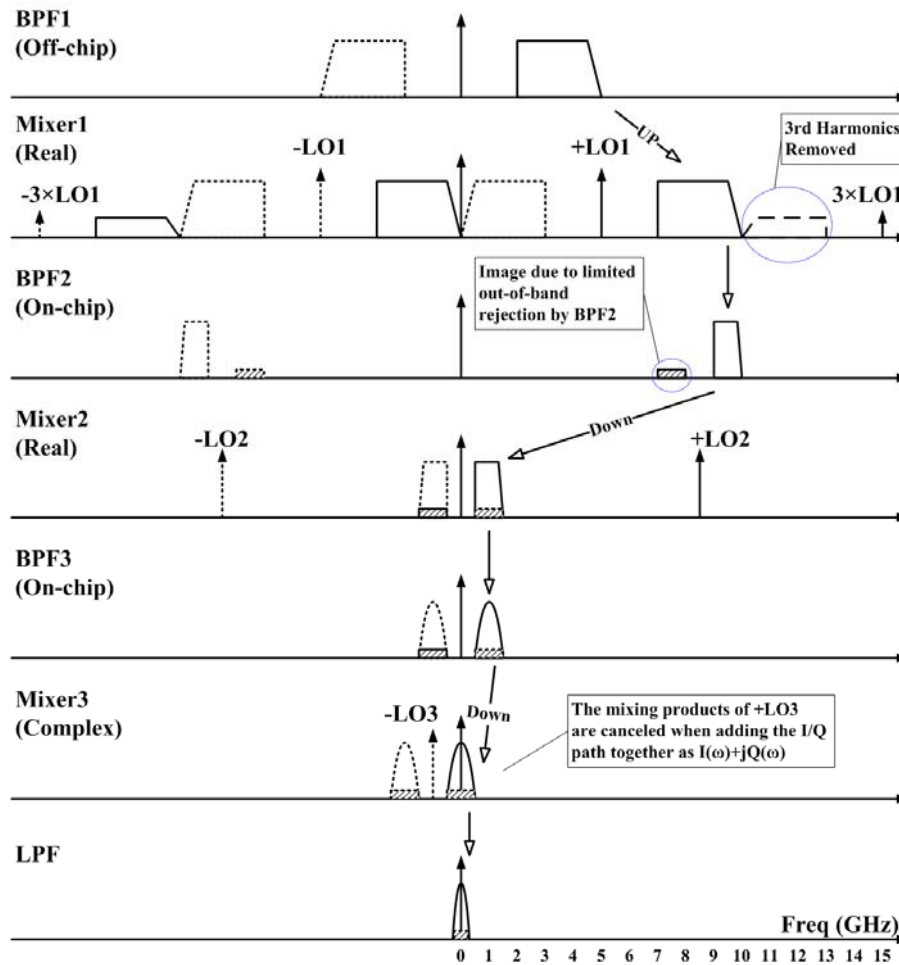 BPF1
(Off-chip)
Mixer1
(Real)
UP
3rd Harmonics
Removed
-LO1
+LO1
-3×LO1
3×LO1
BPF2
(On-chip)
Image due to limited
out-of-band
rejection by BPF2
Mixer2
(Real)
Down
-LO2
+LO2
BPF3
(On-chip)
Mixer3
(Complex)
-LO3
Down
The mixing products of +LO3
are canceled when adding the I/Q
path together as I(ω)+jQ(ω)
LPF
Freq (GHz)
0 1 2 3 4 5 6 7 8 9 10 11 12 13 14 15